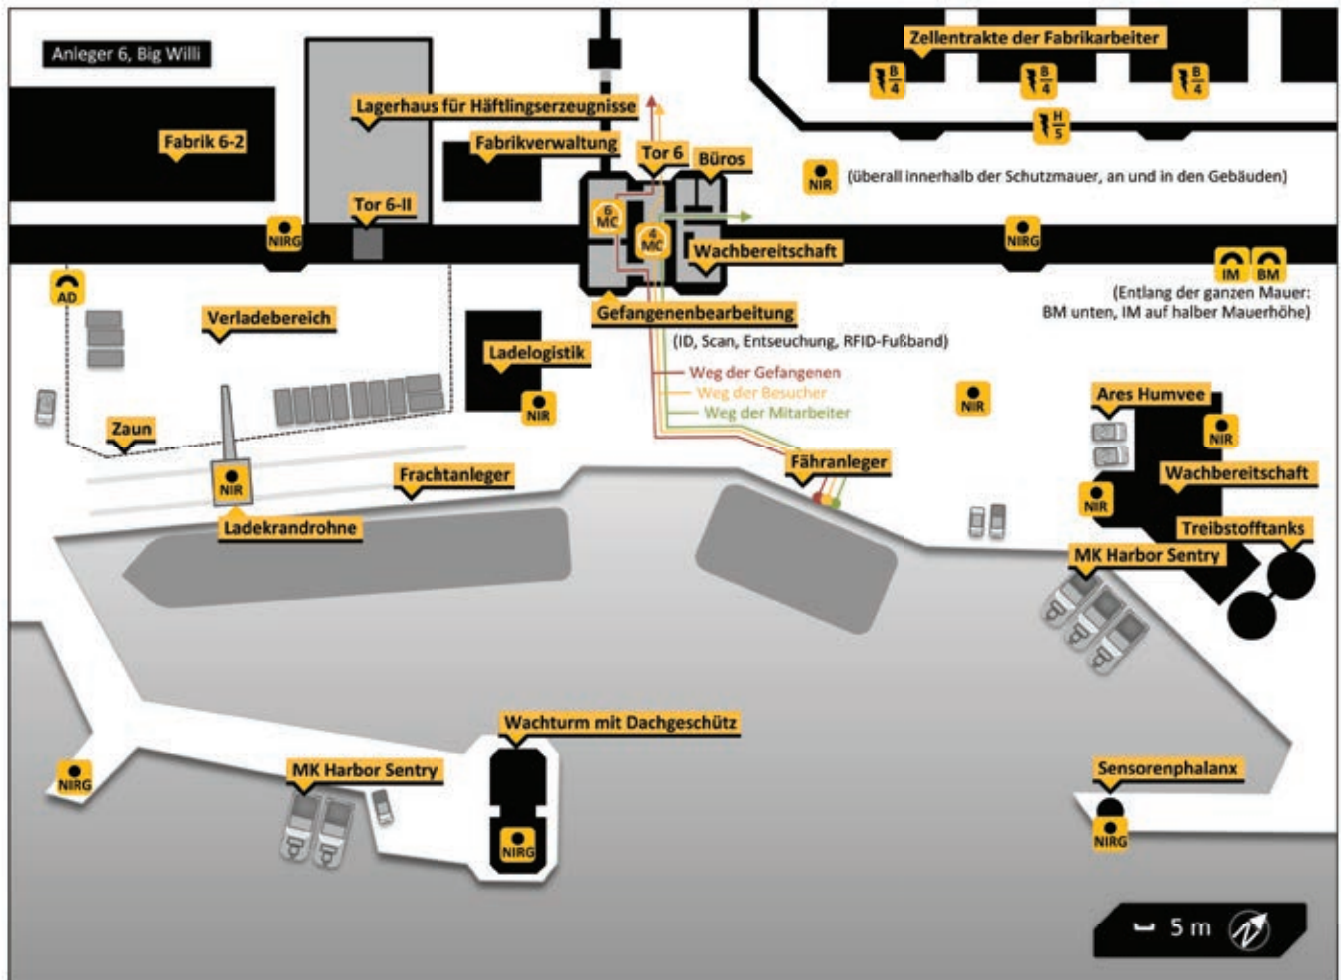 Anleger 6, Big Willi
Zellentrakte der Fabrikarbeiter
B
4
B
4
B
4
H
5
Lagerhaus für Häftlingserzeugnisse
Fabrik 6-2
Fabrikverwaltung
Tor 6
Büros
NIR
(überall innerhalb der Schutzmauer, an und in den Gebäuden)
Tor 6-II
6
MC
4
MC
NIRG
NIRG
Wachbereitschaft
IM
BM
AD
(Entlang der ganzen Mauer:
BM unten, IM auf halber Mauerhöhe)
Verladebereich
Gefangenenbearbeitung
(ID, Scan, Entseuchung, RFID-Fußband)
Ladelogistik
Weg der Gefangenen
Weg der Besucher
Weg der Mitarbeiter
NIR
NIR
Ares Humvee
NIR
Zaun
Fähranleger
Wachbereitschaft
Frachtanleger
NIR
NIR
Ladekrandrohne
Treibstofftanks
MK Harbor Sentry
Wachturm mit Dachgeschütz
MK Harbor Sentry
NIRG
Sensorenphalanx
NIRG
NIRG
5 m
N